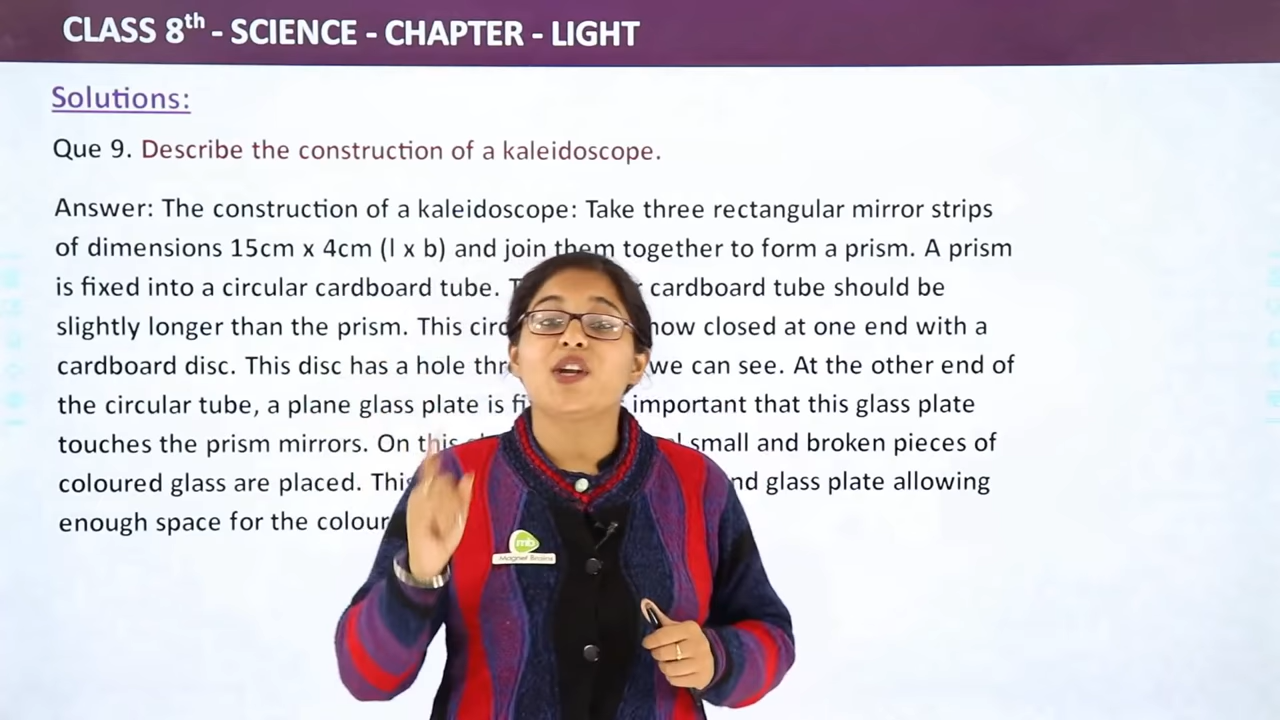 CLASS 8th - SCIENCE - CHAPTER - LIGHT
Solutions:
Que 9. Describe the construction of a kaleidoscope.
Answer: The construction of a kaleidoscope: Take three rectangular mirror strips
of dimensions 15cm x 4cm (l x b) and join them together to form a prism. A prism
is fixed into a circular cardboard tube. cardboard tube should be
slightly longer than the prism. This now closed at one end with a
cardboard disc. This disc has a hole we can see. At the other end of
the circular tube, a plane glass plate is important that this glass plate
touches the prism mirrors. On this small and broken pieces of
coloured glass are placed. glass plate allowing
enough space for the
mb
Magnet Brains